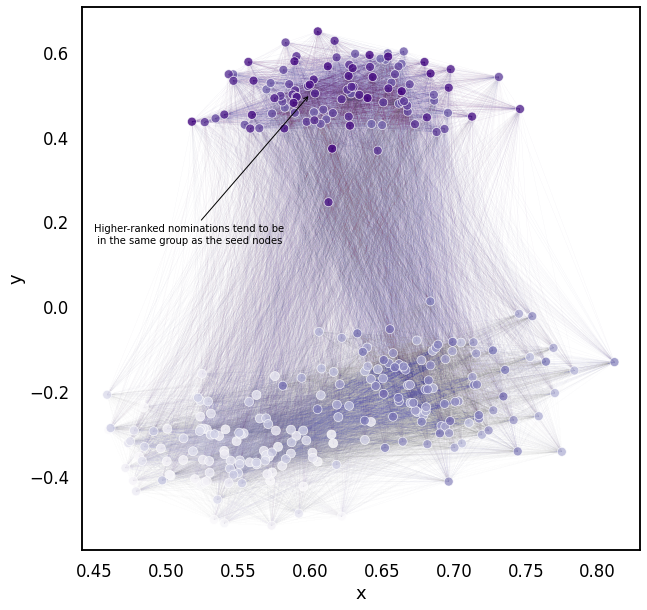 0.6
0.4
0.2
0.0
−0.2
−0.4
y
Higher-ranked nominations tend to be
in the same group as the seed nodes
0.45 0.50 0.55 0.60 0.65 0.70 0.75 0.80
x